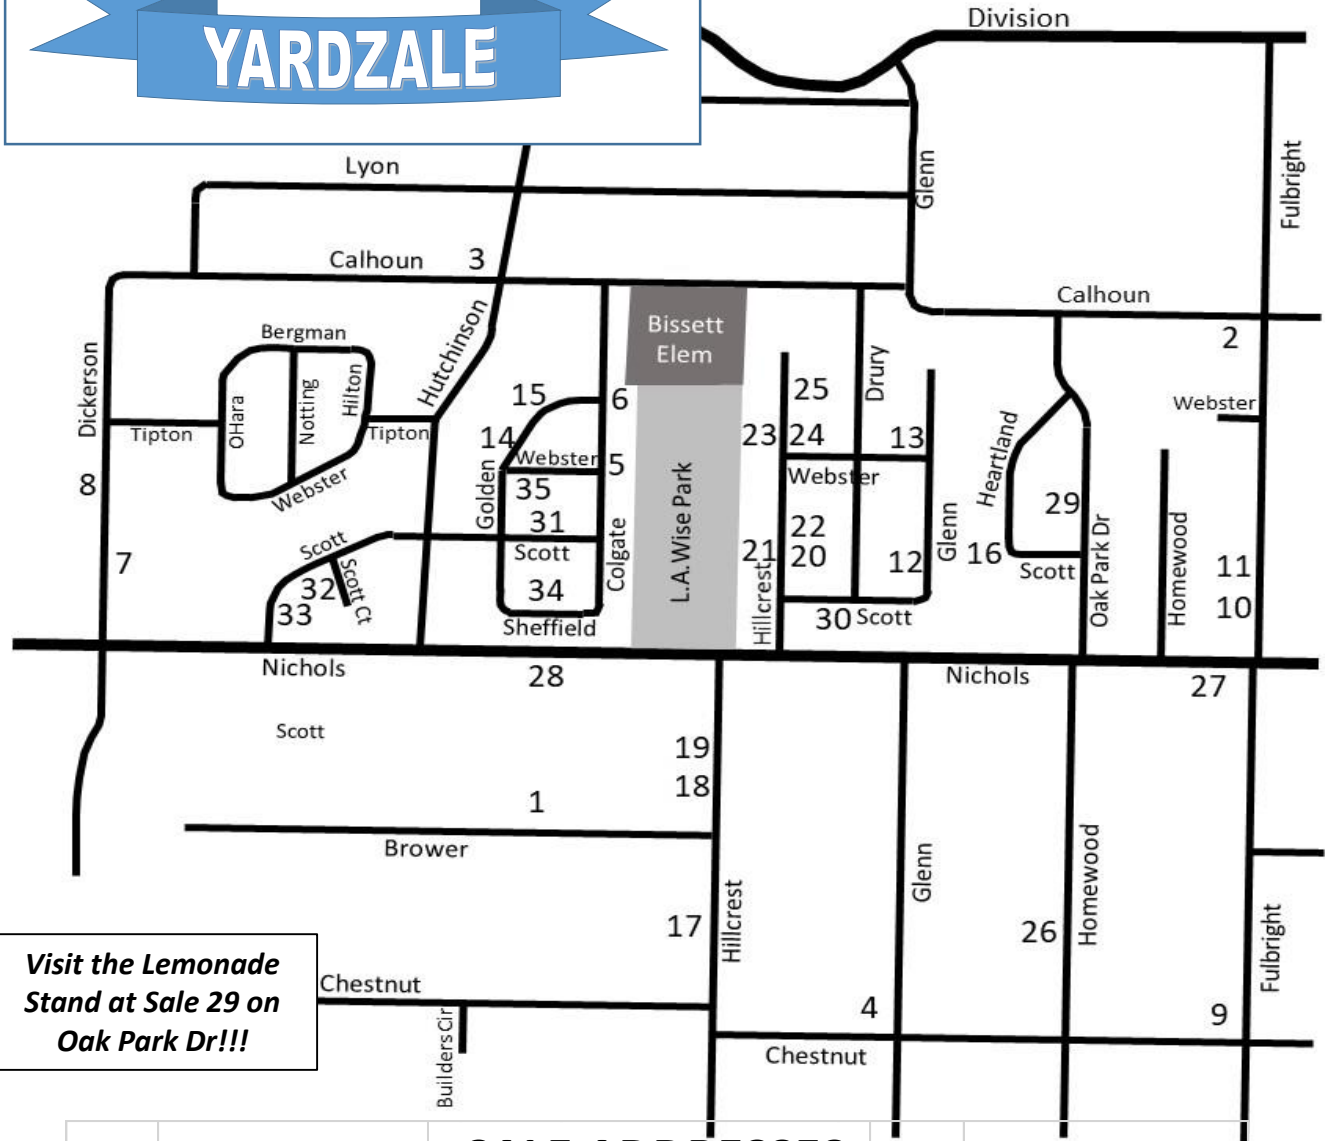 YARDZALE
Division
Lyon
Glenn
Fulbright
Calhoun 3
Calhoun
Bergman
Hutchinson
Bissett
Elem
2
Dickerson
OHara
Notting
Hilton
Drury
15
6
25
Heartland
Webster
Tipton
Tipton
14
23
24
13
Webster
5
Webster
8
Webster
35
Golden
L.A.Wise Park
29
31
22
Glenn
Scott
Scott
Colgate
21
20
12
16
Scott
Oak Park Dr
Homewood
11
7
32
Scott Ct
34
Hillcrest
10
33
Sheffield
30 Scott
Nichols
28
Nichols
27
Scott
19
18
1
Brower
Hillcrest
Glenn
Homewood
17
26
Fulbright
Visit the Lemonade
Stand at Sale 29 on
Oak Park Dr!!!
Chestnut
4
9
Builders Cir
Chestnut
SALE ADDRESSES